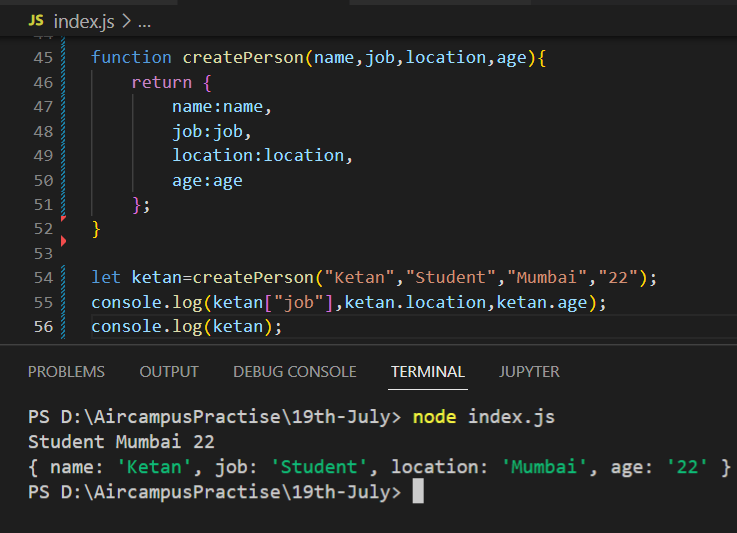 JS index.js > ...
44
45 function createPerson(name,job,location,age){
46     return {
47         name:name,
48         job:job,
49         location:location,
50         age:age
51     };
52 }
53
54 let ketan=createPerson("Ketan","Student","Mumbai","22");
55 console.log(ketan["job"],ketan.location,ketan.age);
56 console.log(ketan);
PROBLEMS OUTPUT DEBUG CONSOLE TERMINAL JUPYTER
PS D:\AircampusPractise\19th-July> node index.js
Student Mumbai 22
{ name: 'Ketan', job: 'Student', location: 'Mumbai', age: '22' }
PS D:\AircampusPractise\19th-July>